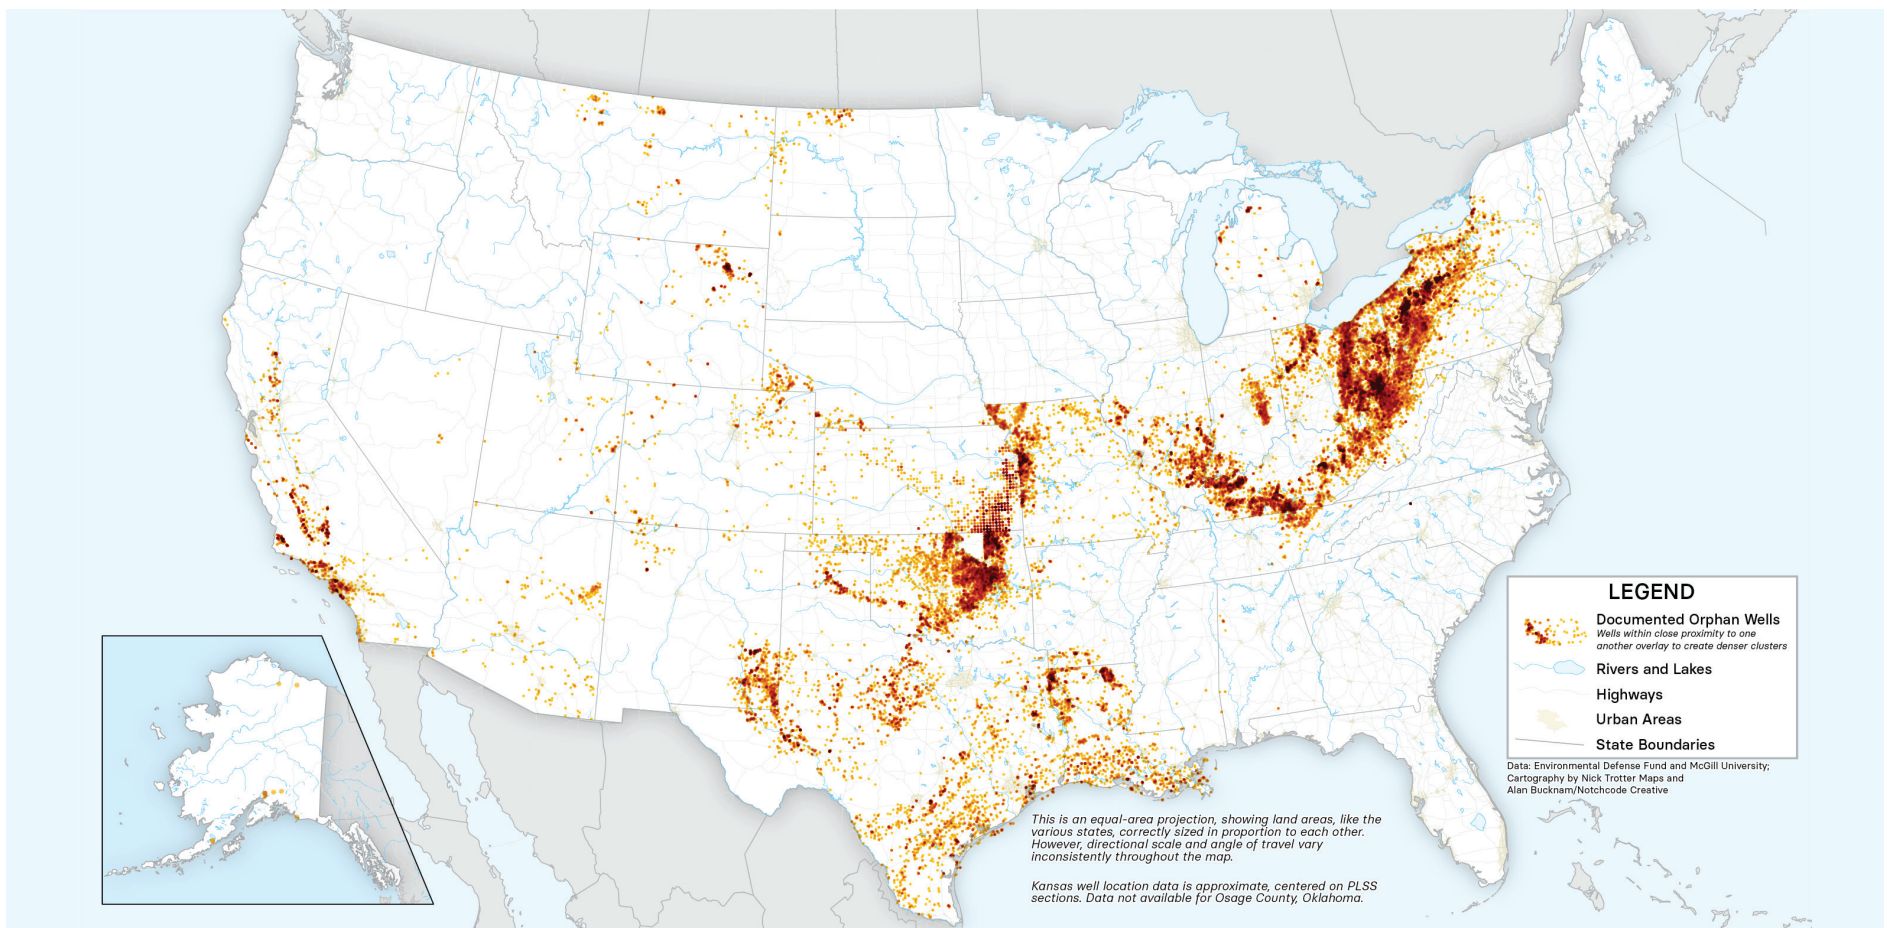 LEGEND
Documented Orphan Wells
Wells within close proximity to one
another overlay to create denser clusters
Rivers and Lakes
Highways
Urban Areas
State Boundaries
Data: Environmental Defense Fund and McGill University;
Cartography by Nick Trotter Maps and
Alan Bucknam/Notchcode Creative
This is an equal-area projection, showing land areas, like the
various states, correctly sized in proportion to each other.
However, directional scale and angle of travel vary
inconsistently throughout the map.
Kansas well location data is approximate, centered on PLSS
sections. Data not available for Osage County, Oklahoma.